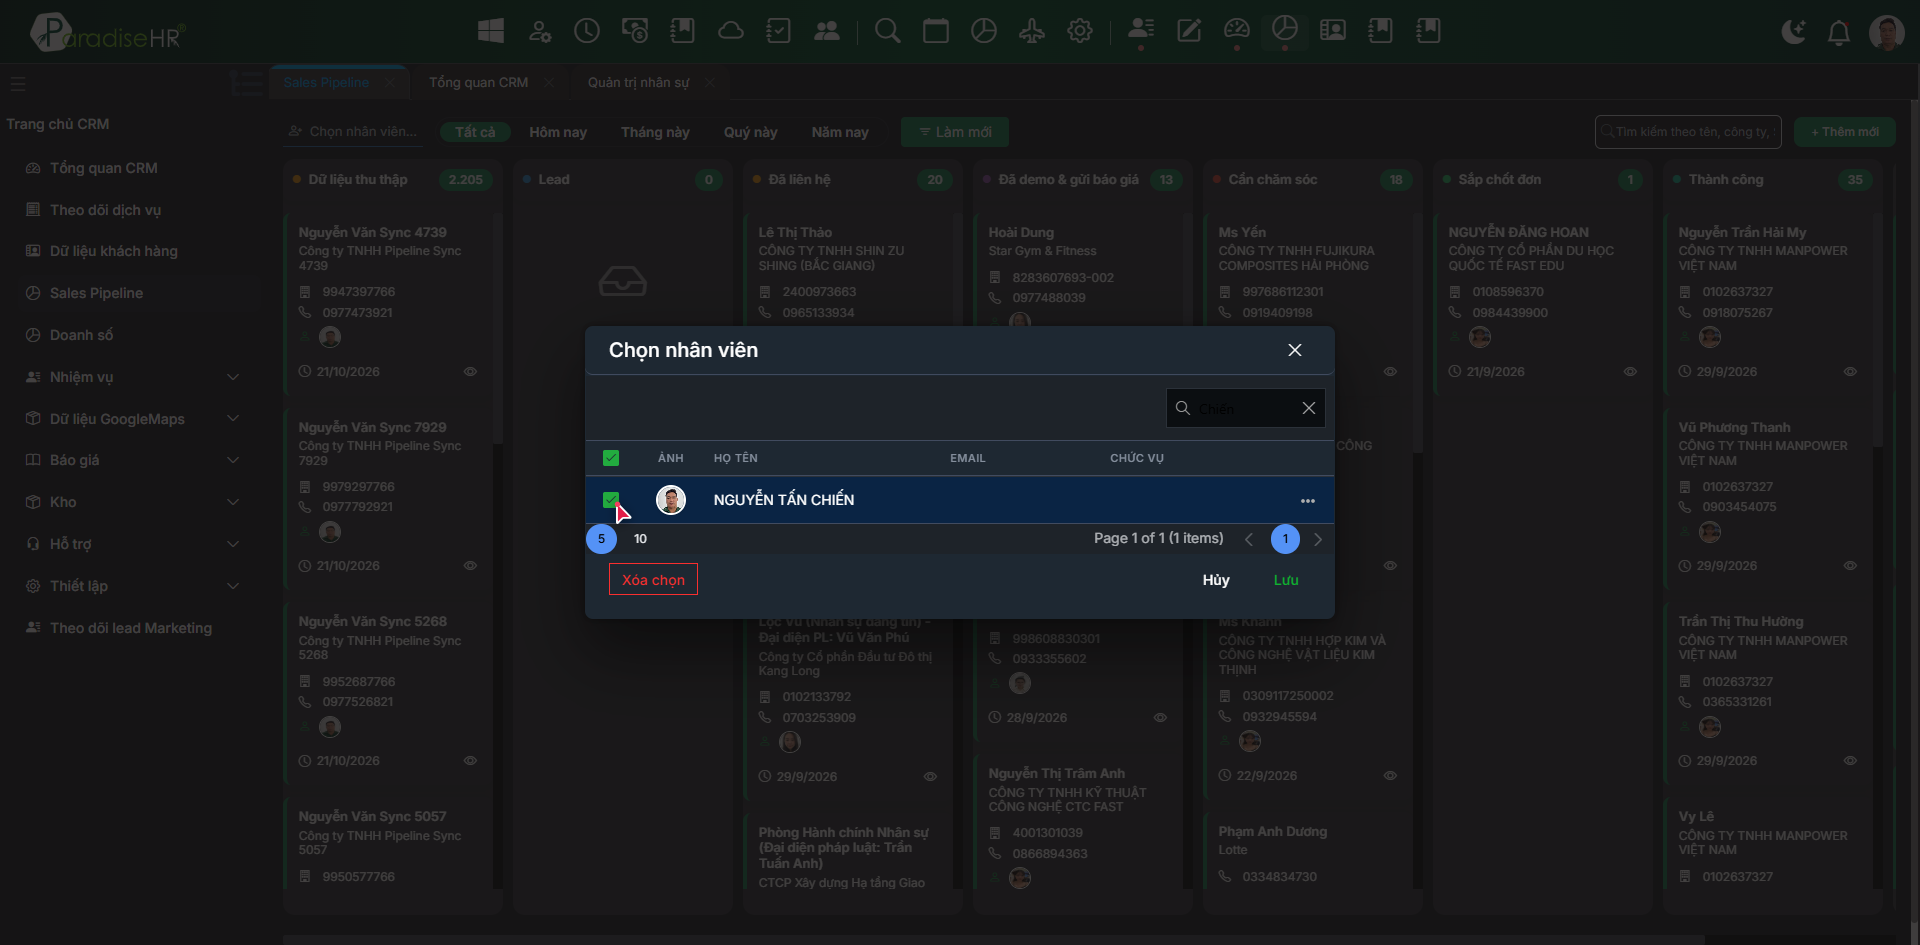 ParadiseHR®
Sales Pipeline
Tổng quan CRM
Quản trị nhân sự
Trang chủ CRM
Tổng quan CRM
Theo dõi dịch vụ
Dữ liệu khách hàng
Sales Pipeline
Doanh số
Nhiệm vụ
Dữ liệu GoogleMaps
Báo giá
Kho
Hỗ trợ
Thiết lập
Theo dõi lead Marketing
Chọn nhân viên...
Tất cả
Hôm nay
Tháng này
Quý này
Năm nay
Làm mới
Tìm kiếm theo tên, công ty,
+ Thêm mới
Dữ liệu thu thập
2.205
Nguyễn Văn Sync 4739
Công ty TNHH Pipeline Sync
4739
9947397766
0977473921
21/10/2026
Nguyễn Văn Sync 7929
Công ty TNHH Pipeline Sync
7929
9979297766
0977792921
21/10/2026
Nguyễn Văn Sync 5268
Công ty TNHH Pipeline Sync
5268
9952687766
0977526821
21/10/2026
Nguyễn Văn Sync 5057
Công ty TNHH Pipeline Sync
5057
9950577766
Lead
0
Đã liên hệ
20
Lê Thị Thảo
CÔNG TY TNHH SHIN ZU
SHING (BẮC GIANG)
2400973663
0965133934
Lộc Vu (Nhân sự đăng tin) -
Đại diện PL: Vũ Văn Phú
Công ty Cổ phần Đầu tư Đô thị
Kang Long
0102133792
0703253909
29/9/2026
Phòng Hành chính Nhân sự
(Đại diện pháp luật: Trần
Tuấn Anh)
CTCP Xây dựng Hạ tầng Giao
Đã demo & gửi báo giá
13
Hoài Dung
Star Gym & Fitness
8283607693-002
0977488039
998608830301
0933355602
28/9/2026
Nguyễn Thị Trâm Anh
CÔNG TY TNHH KỸ THUẬT
CÔNG NGHỆ CTC FAST
4001301039
0866894363
Cần chăm sóc
18
Ms Yến
CÔNG TY TNHH FUJIKURA
COMPOSITES HẢI PHÒNG
997686112301
0919409198
CÔNG
Ms Khanh
CÔNG TY TNHH HỢP KIM VÀ
CÔNG NGHỆ VẬT LIỆU KIM
THỊNH
0309117250002
0932945594
22/9/2026
Phạm Anh Dương
Lotte
0334834730
Sắp chốt đơn
1
NGUYỄN ĐĂNG HOAN
CÔNG TY CỔ PHẦN DU HỌC
QUỐC TẾ FAST EDU
0108596370
0984439900
21/9/2026
Thành công
35
Nguyễn Trần Hải My
CÔNG TY TNHH MANPOWER
VIỆT NAM
0102637327
0918075267
29/9/2026
Vũ Phương Thanh
CÔNG TY TNHH MANPOWER
VIỆT NAM
0102637327
0903454075
29/9/2026
Trần Thị Thu Hường
CÔNG TY TNHH MANPOWER
VIỆT NAM
0102637327
0365331261
29/9/2026
Vy Lê
CÔNG TY TNHH MANPOWER
VIỆT NAM
0102637327
Chọn nhân viên
Chiến
ẢNH
HỌ TÊN
EMAIL
CHỨC VỤ
NGUYỄN TẤN CHIẾN
5
10
Page 1 of 1 (1 items)
1
Xóa chọn
Hủy
Lưu